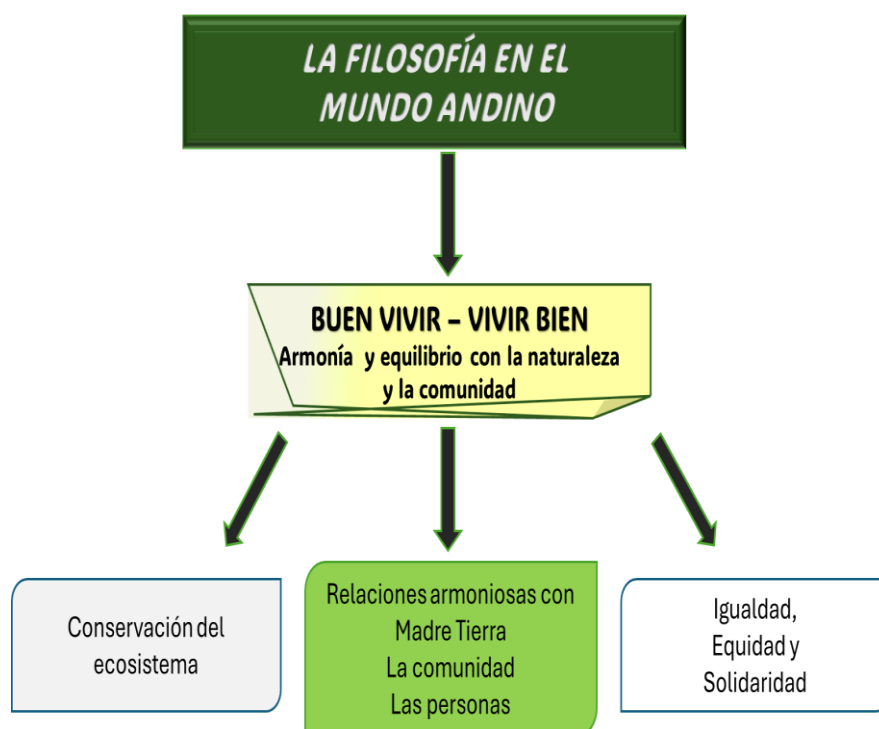 LA FILOSOFÍA EN EL
MUNDO ANDINO
BUEN VIVIR – VIVIR BIEN
Armonía y equilibrio con la naturaleza
y la comunidad
Conservación del
ecosistema
Relaciones armoniosas con
Madre Tierra
La comunidad
Las personas
Igualdad,
Equidad y
Solidaridad